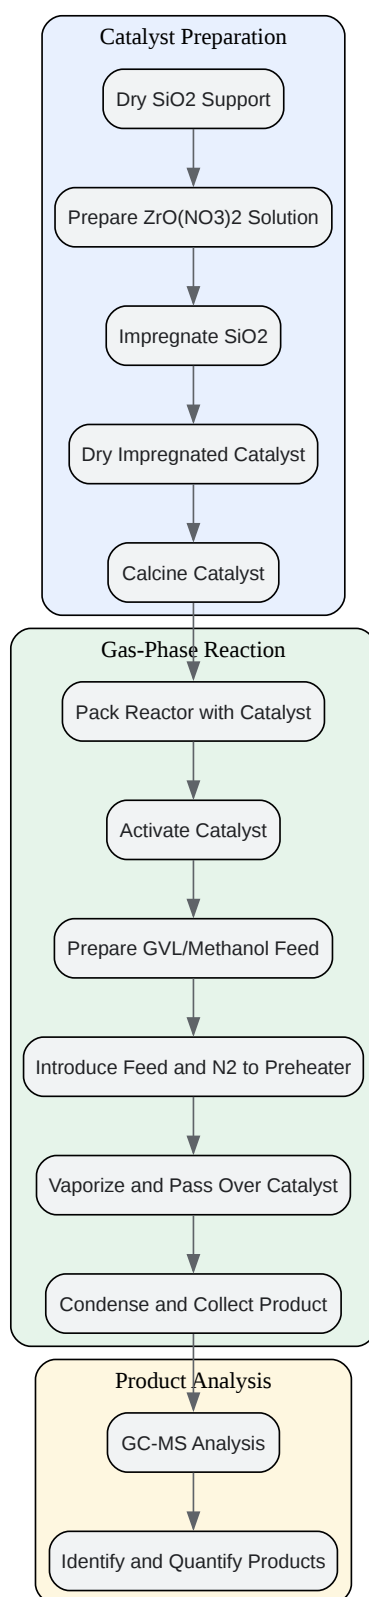 Catalyst Preparation
Dry SiO2 Support
Prepare ZrO(NO3)2 Solution
Impregnate SiO2
Dry Impregnated Catalyst
Calcine Catalyst
Gas-Phase Reaction
Pack Reactor with Catalyst
Activate Catalyst
Prepare GVL/Methanol Feed
Introduce Feed and N2 to Preheater
Vaporize and Pass Over Catalyst
Condense and Collect Product
Product Analysis
GC-MS Analysis
Identify and Quantify Products